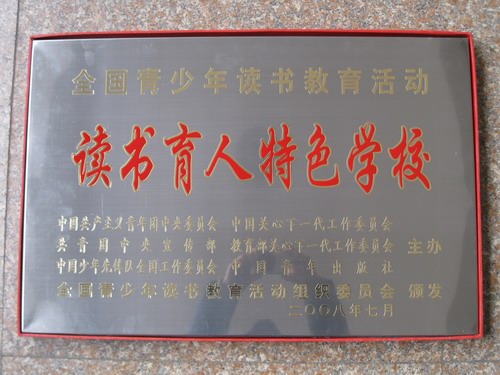 全国青少年读书教育活动
读书育人特色学校
中国共产主义青年团中央委员会 中国关心下一代工作委员会
共青团中央宣传部 教育部关心下一代工作委员会 主办
中国少年先锋队全国工作委员会 中国青年出版社
全国青少年读书教育活动组织委员会 颁发
二〇〇八年七月